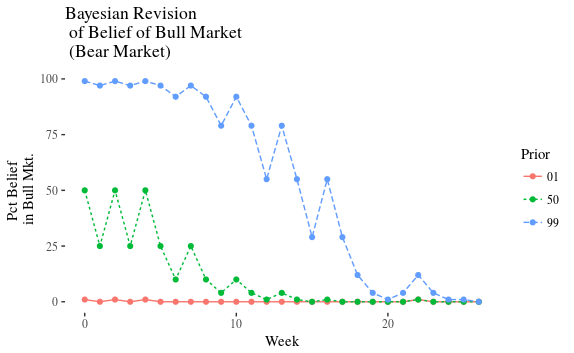 Bayesian Revision
of Belief of Bull Market
(Bear Market)
Pct Belief
in Bull Mkt.
100
50
25
0
0
10
20
Week
Prior
01
50
99